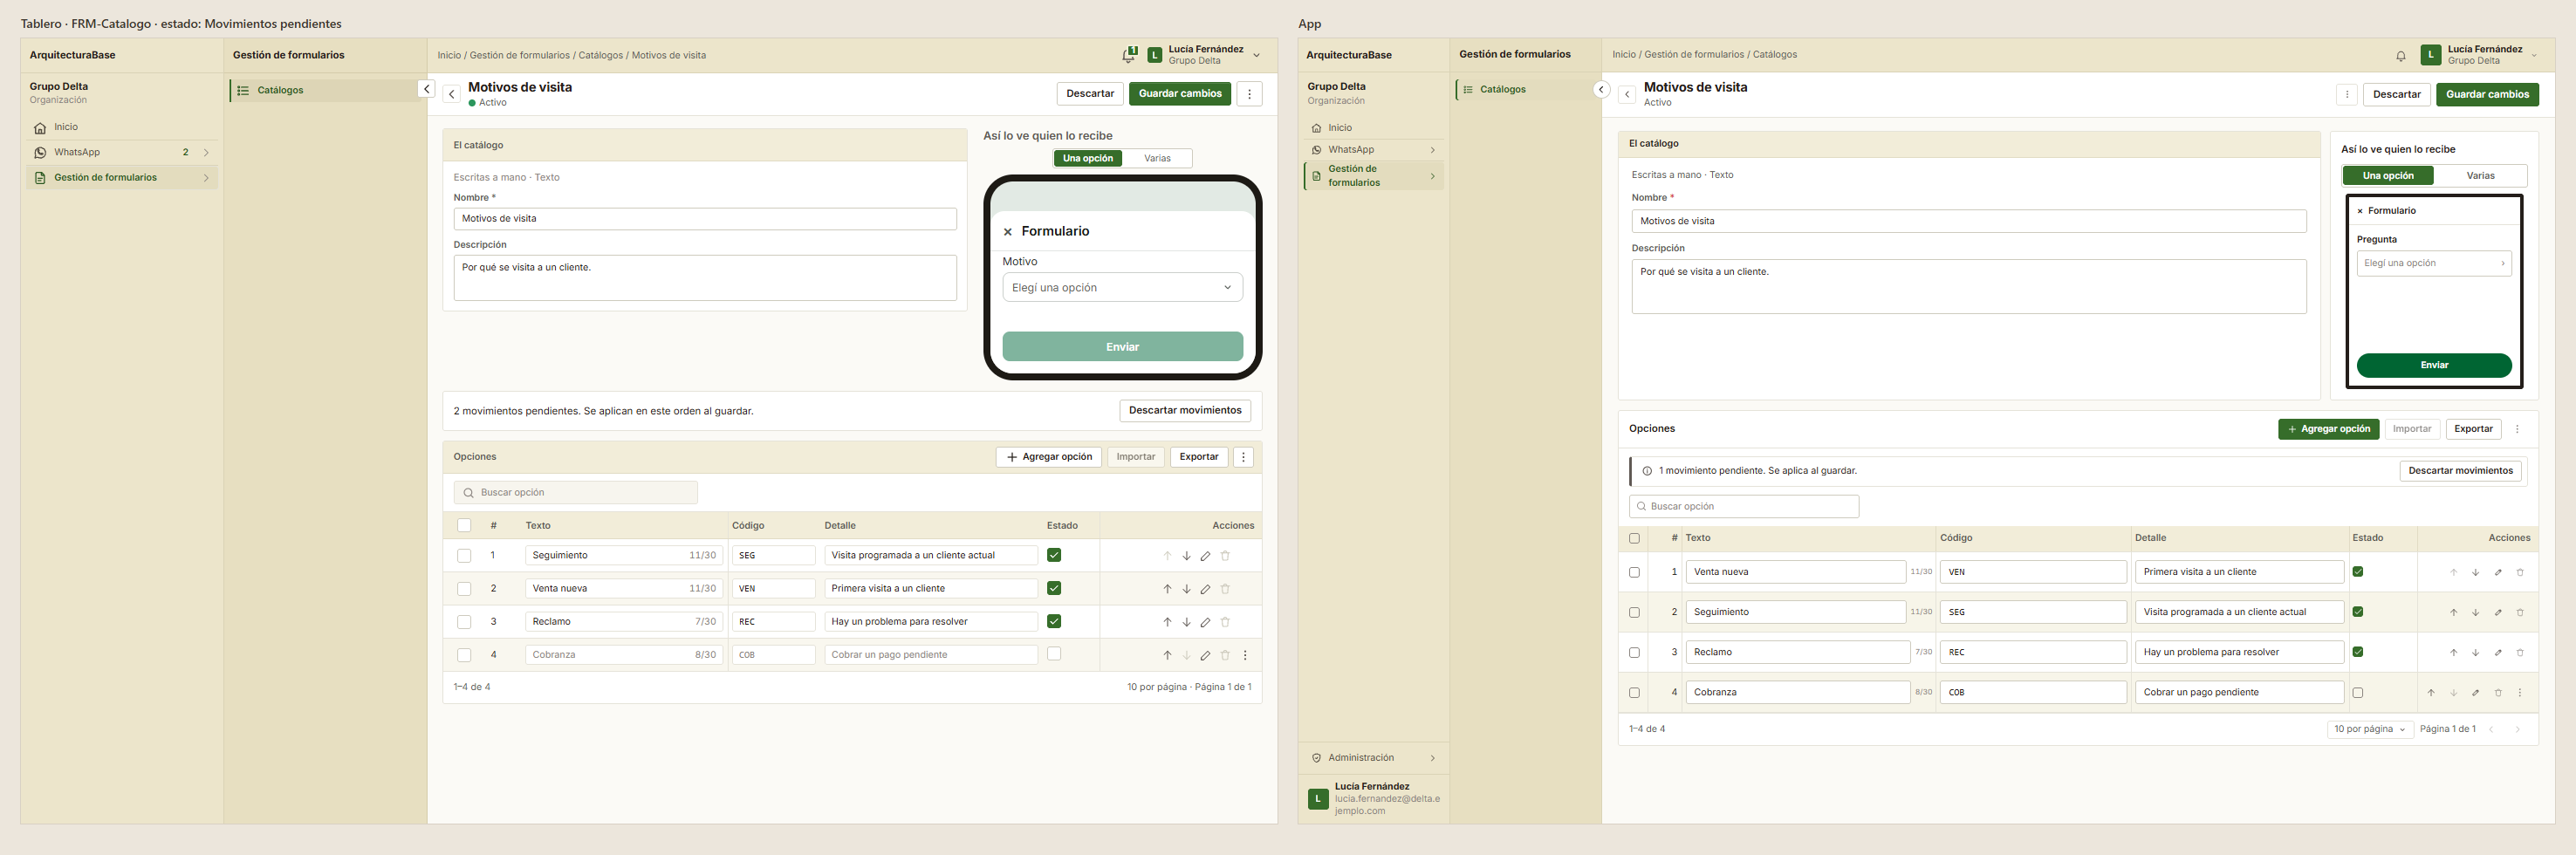 Tablero · FRM-Catalogo · estado: Movimientos pendientes
ArquitecturaBase
Gestión de formularios
Inicio / Gestión de formularios / Catálogos / Motivos de visita
1
L
Lucía Fernández
Grupo Delta
Grupo Delta
Organización
Inicio
WhatsApp
2
Gestión de formularios
Catálogos
Motivos de visita
Activo
Descartar
Guardar cambios
El catálogo
Escritas a mano · Texto
Nombre *
Motivos de visita
Descripción
Por qué se visita a un cliente.
Así lo ve quien lo recibe
Una opción
Varias
× Formulario
Motivo
Elegí una opción
Enviar
2 movimientos pendientes. Se aplican en este orden al guardar.
Descartar movimientos
Opciones
+ Agregar opción
Importar
Exportar
Buscar opción
# Texto Código Detalle Estado Acciones
1 Seguimiento 11/30 SEG Visita programada a un cliente actual
2 Venta nueva 11/30 VEN Primera visita a un cliente
3 Reclamo 7/30 REC Hay un problema para resolver
4 Cobranza 8/30 COB Cobrar un pago pendiente
1–4 de 4
10 por página · Página 1 de 1
App
ArquitecturaBase
Gestión de formularios
Inicio / Gestión de formularios / Catálogos
L
Lucía Fernández
Grupo Delta
Grupo Delta
Organización
Inicio
WhatsApp
Gestión de
formularios
Catálogos
Administración
L
Lucía Fernández
lucia.fernandez@delta.e
jemplo.com
Motivos de visita
Activo
Descartar
Guardar cambios
El catálogo
Escritas a mano · Texto
Nombre *
Motivos de visita
Descripción
Por qué se visita a un cliente.
Así lo ve quien lo recibe
Una opción
Varias
× Formulario
Pregunta
Elegí una opción
Enviar
Opciones
+ Agregar opción
Importar
Exportar
1 movimiento pendiente. Se aplica al guardar.
Descartar movimientos
Buscar opción
# Texto Código Detalle Estado Acciones
1 Venta nueva 11/30 VEN Primera visita a un cliente
2 Seguimiento 11/30 SEG Visita programada a un cliente actual
3 Reclamo 7/30 REC Hay un problema para resolver
4 Cobranza 8/30 COB Cobrar un pago pendiente
1–4 de 4
10 por página
Página 1 de 1